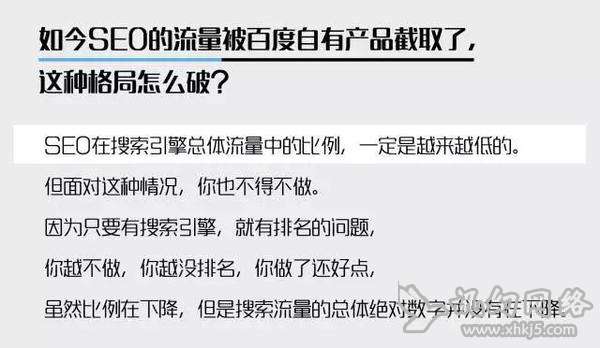 如今SEO的流量被百度自有产品截取了,
这种格局怎么破?
SEO在搜索引擎总体流量中的比例，一定是越来越低的。
但面对这种情况，你也不得不做。
因为只要有搜索引擎，就有排名的问题，
你越不做，你越没排名，你做了还好点，
虽然比例在下降，但是搜索流量的总体绝对数字并没有在下降。
网络
www.xhkj5.com